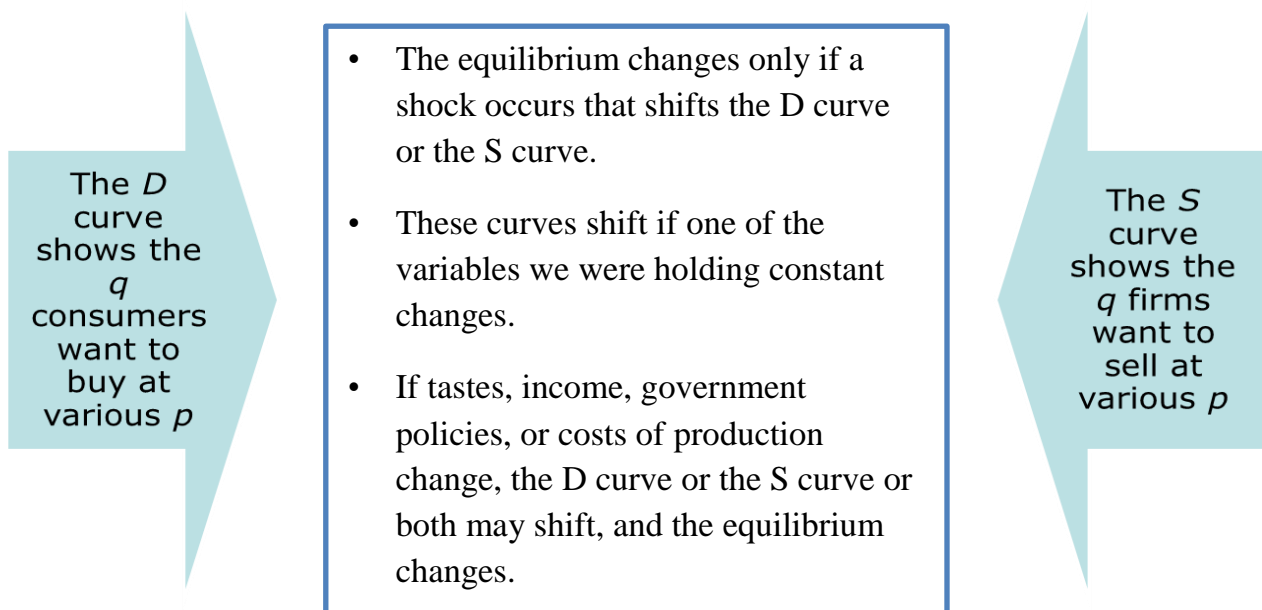 The D
curve
shows the
q
consumers
want to
buy at
various p
• The equilibrium changes only if a
shock occurs that shifts the D curve
or the S curve.
• These curves shift if one of the
variables we were holding constant
changes.
• If tastes, income, government
policies, or costs of production
change, the D curve or the S curve or
both may shift, and the equilibrium
changes.
The S
curve
shows the
q firms
want to
sell at
various p